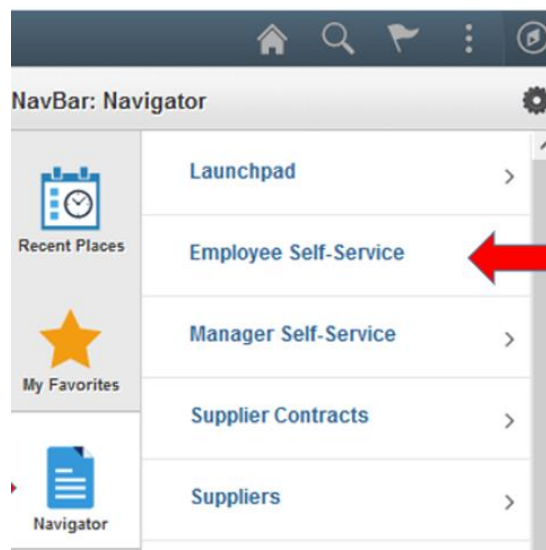 NavBar: Navigator
Recent Places
My Favorites
Navigator
Launchpad
Employee Self-Service
Manager Self-Service
Supplier Contracts
Suppliers